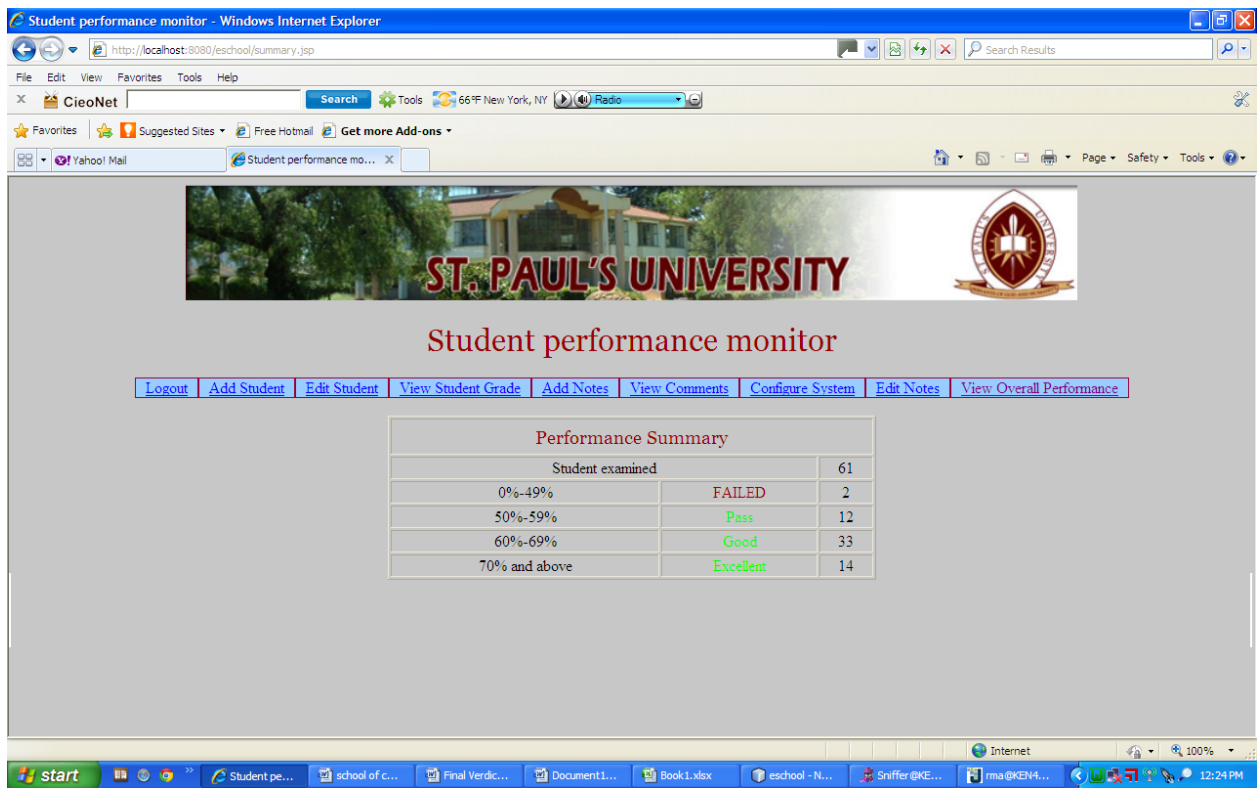 Student performance monitor - Windows Internet Explorer
http://localhost:8080/eschool/summary.jsp
Search Results
File Edit View Favorites Tools Help
x CieoNet Search Tools 66°F New York, NY Radio
Favorites Suggested Sites Free Hotmail Get more Add-ons
Yahoo! Mail Student performance mo... X Page Safety Tools
ST. PAUL'S UNIVERSITY
ST. PAUL'S UNIVERSITY
Student performance monitor
Logout Add Student Edit Student View Student Grade Add Notes View Comments Configure System Edit Notes View Overall Performance
Performance Summary
Student examined 61
0%-49% FAILED 2
50%-59% Pass 12
60%-69% Good 33
70% and above Excellent 14
Internet 100%
start Student pe... school of c... Final Verdic... Document1... Book1.xlsx eschool - N... Sniffer@KE... rma@KEN4... 12:24 PM